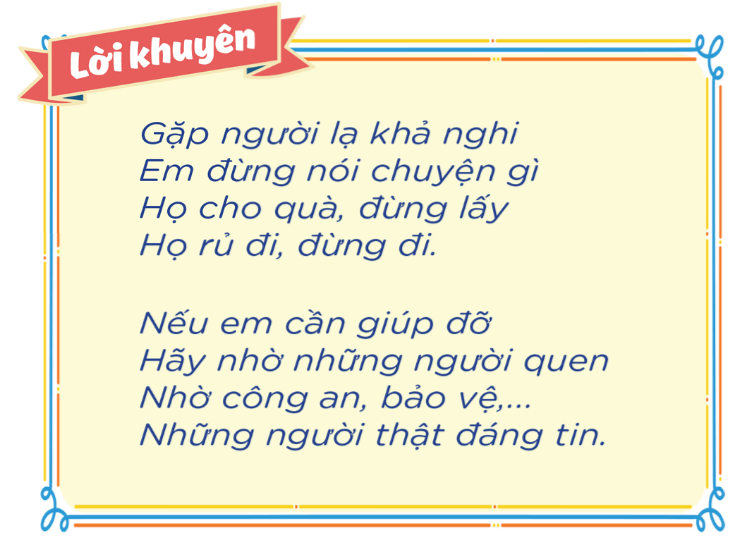 Lời khuyên
Gặp người lạ khả nghi
Em đừng nói chuyện gì
Họ cho quà, đừng lấy
Họ rủ đi, đừng đi.
Nếu em cần giúp đỡ
Hãy nhờ những người quen
Nhờ công an, bảo vệ,...
Những người thật đáng tin.